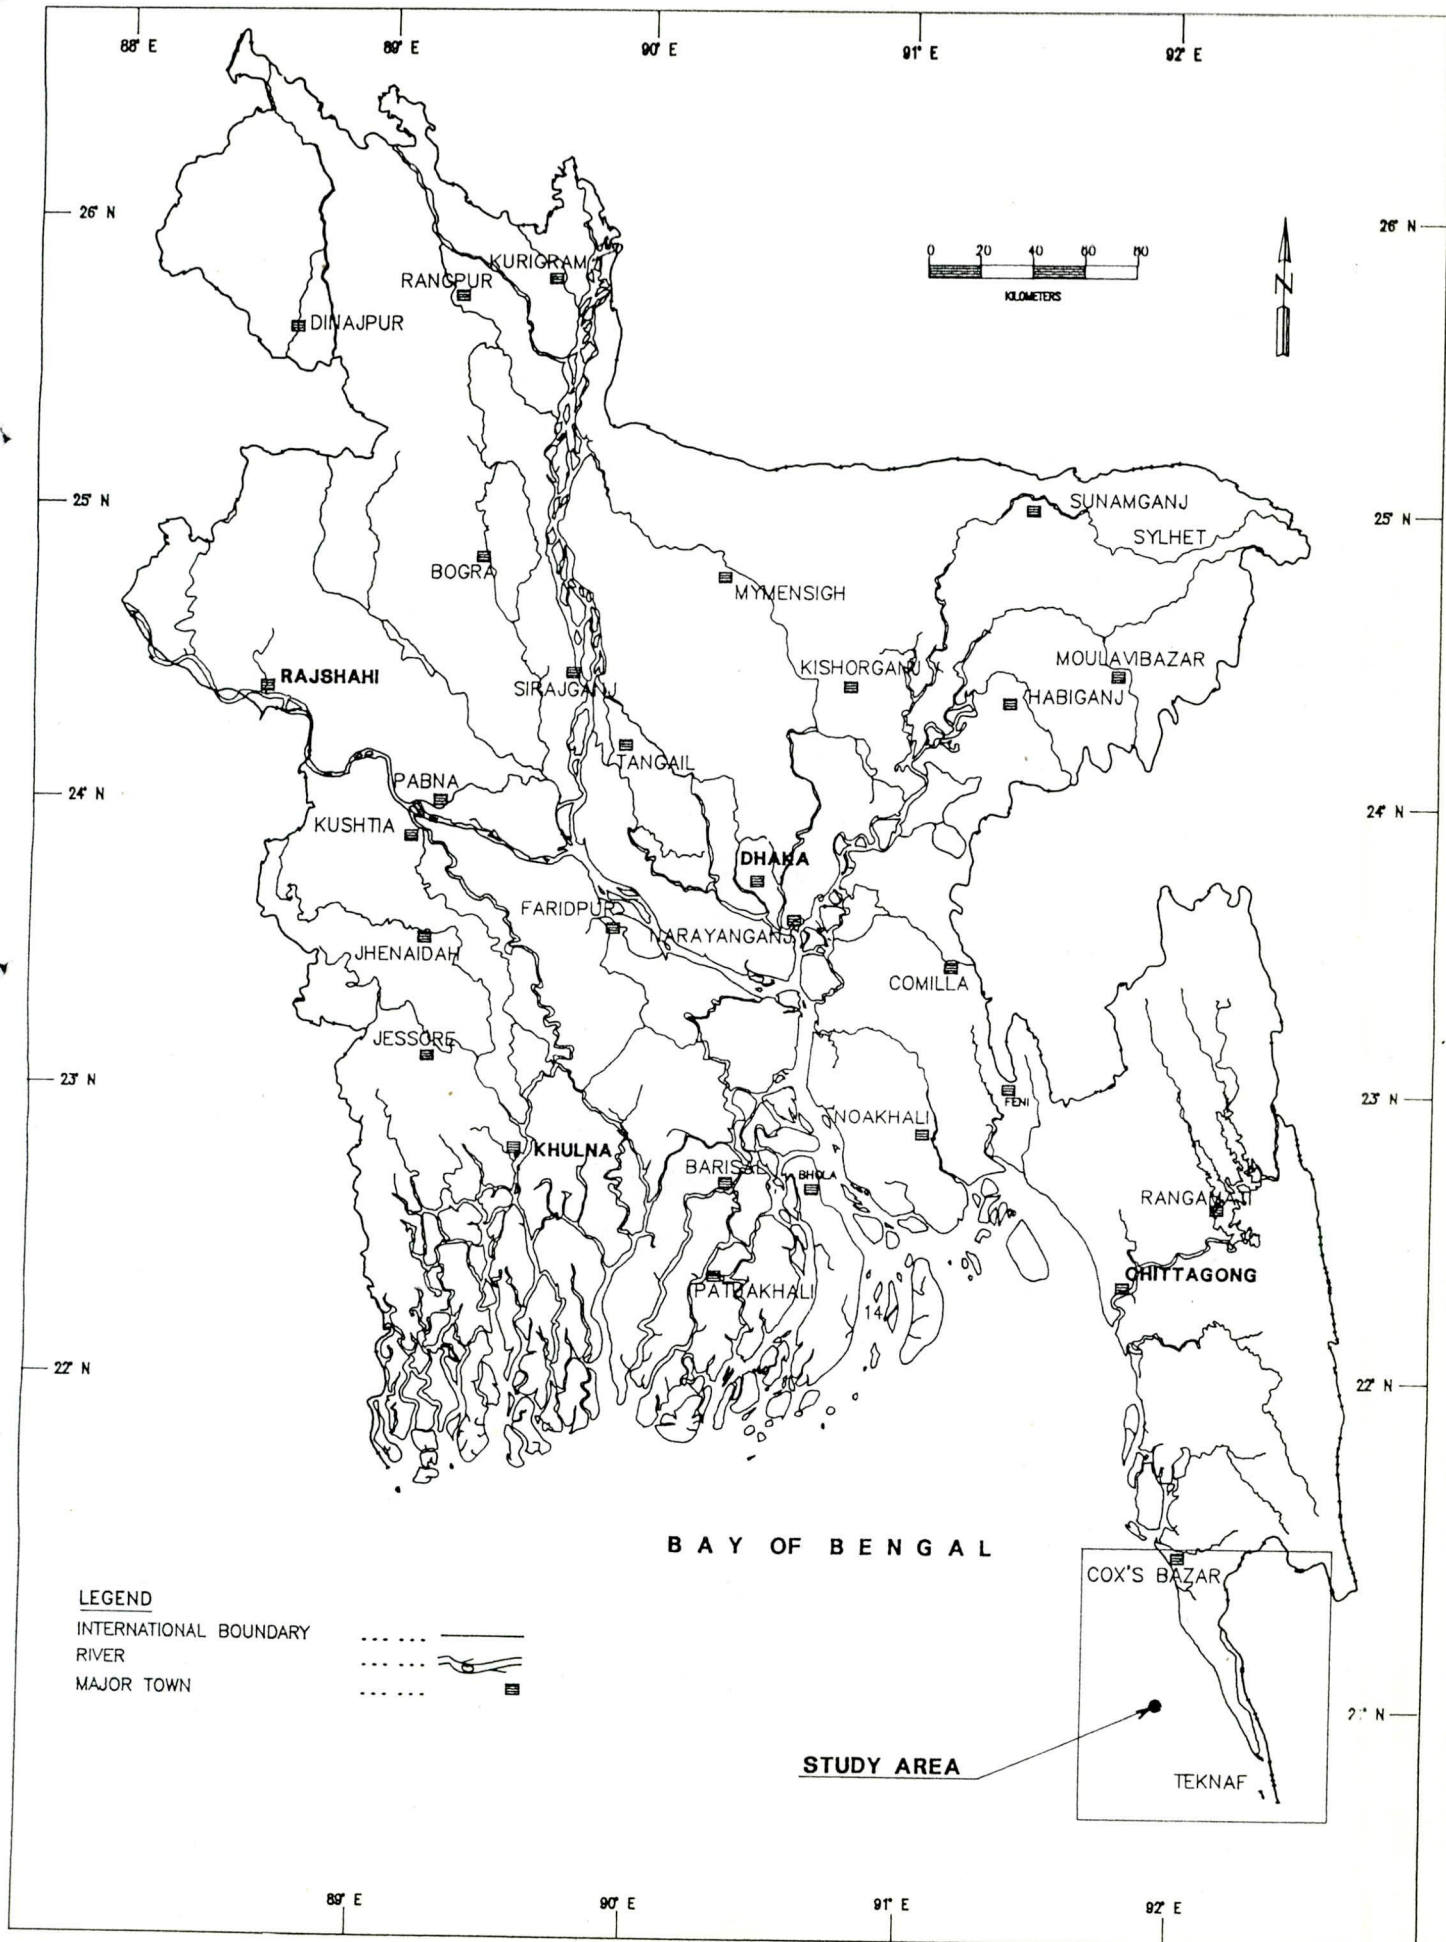 88° E
89° E
90° E
91° E
92° E
26° N
26° N
0 20 40 60 80
KILOMETERS
N
KURIGRAM
RANGPUR
DINAJPUR
25° N
SUNAMGANJ
25° N
SYLHET
BOGRA
MYMENSIGH
KISHORGANJ
MOULAVIBAZAR
RAJSHAHI
SIRAJGANJ
HABIGANJ
TANGAIL
PABNA
24° N
24° N
KUSHTIA
DHAKA
FARIDPUR
NARAYANGANJ
JHENAIDAH
COMILLA
JESSORE
23° N
23° N
FENI
NOAKHALI
KHULNA
BARISAL
BHOLA
RANGAMATI
CHITTAGONG
PATUAKHALI
14
22° N
22° N
BAY OF BENGAL
COX'S BAZAR
LEGEND
INTERNATIONAL BOUNDARY
RIVER
MAJOR TOWN
N
STUDY AREA
TEKNAF
89° E
90° E
91° E
92° E